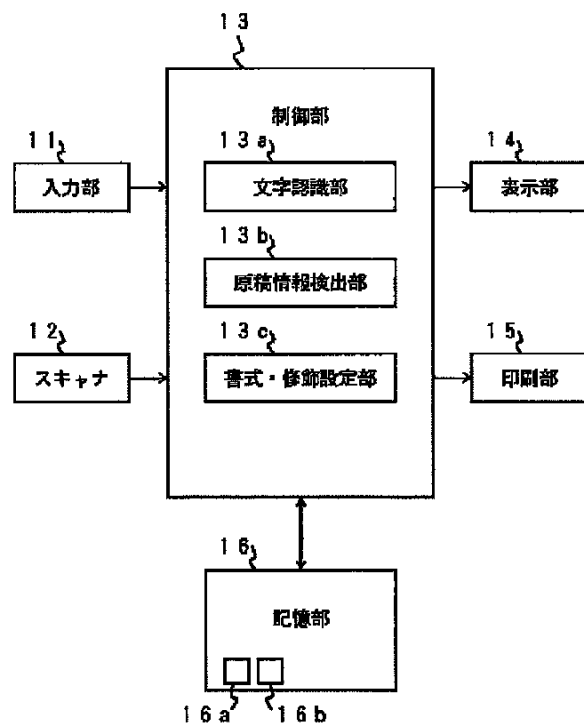 13
制御部
11
13a
14
入力部
文字認識部
表示部
13b
原稿情報検出部
12
13c
15
スキャナ
書式・修飾設定部
印刷部
16
記憶部
16a
16b